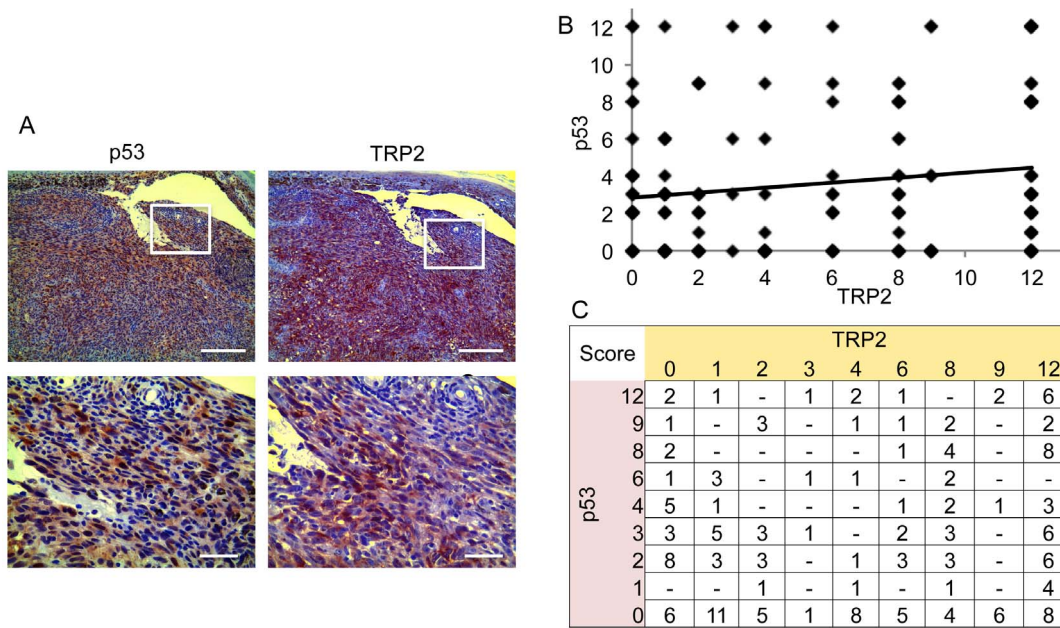 A
p53
TRP2
B
p53
12
10
8
6
4
2
0
0 2 4 6 8 10 12
TRP2
C
Score
TRP2
0 1 2 3 4 6 8 9 12
p53
12 2 1 - 1 2 1 - 2 6
9 1 - 3 - 1 1 2 - 2
8 2 - - - - 1 4 - 8
6 1 3 - 1 1 - 2 - -
4 5 1 - - - 1 2 1 3
3 3 5 3 1 - 2 3 - 6
2 8 3 3 - 1 3 3 - 6
1 - - 1 - 1 - 1 - 4
0 6 11 5 1 8 5 4 6 8